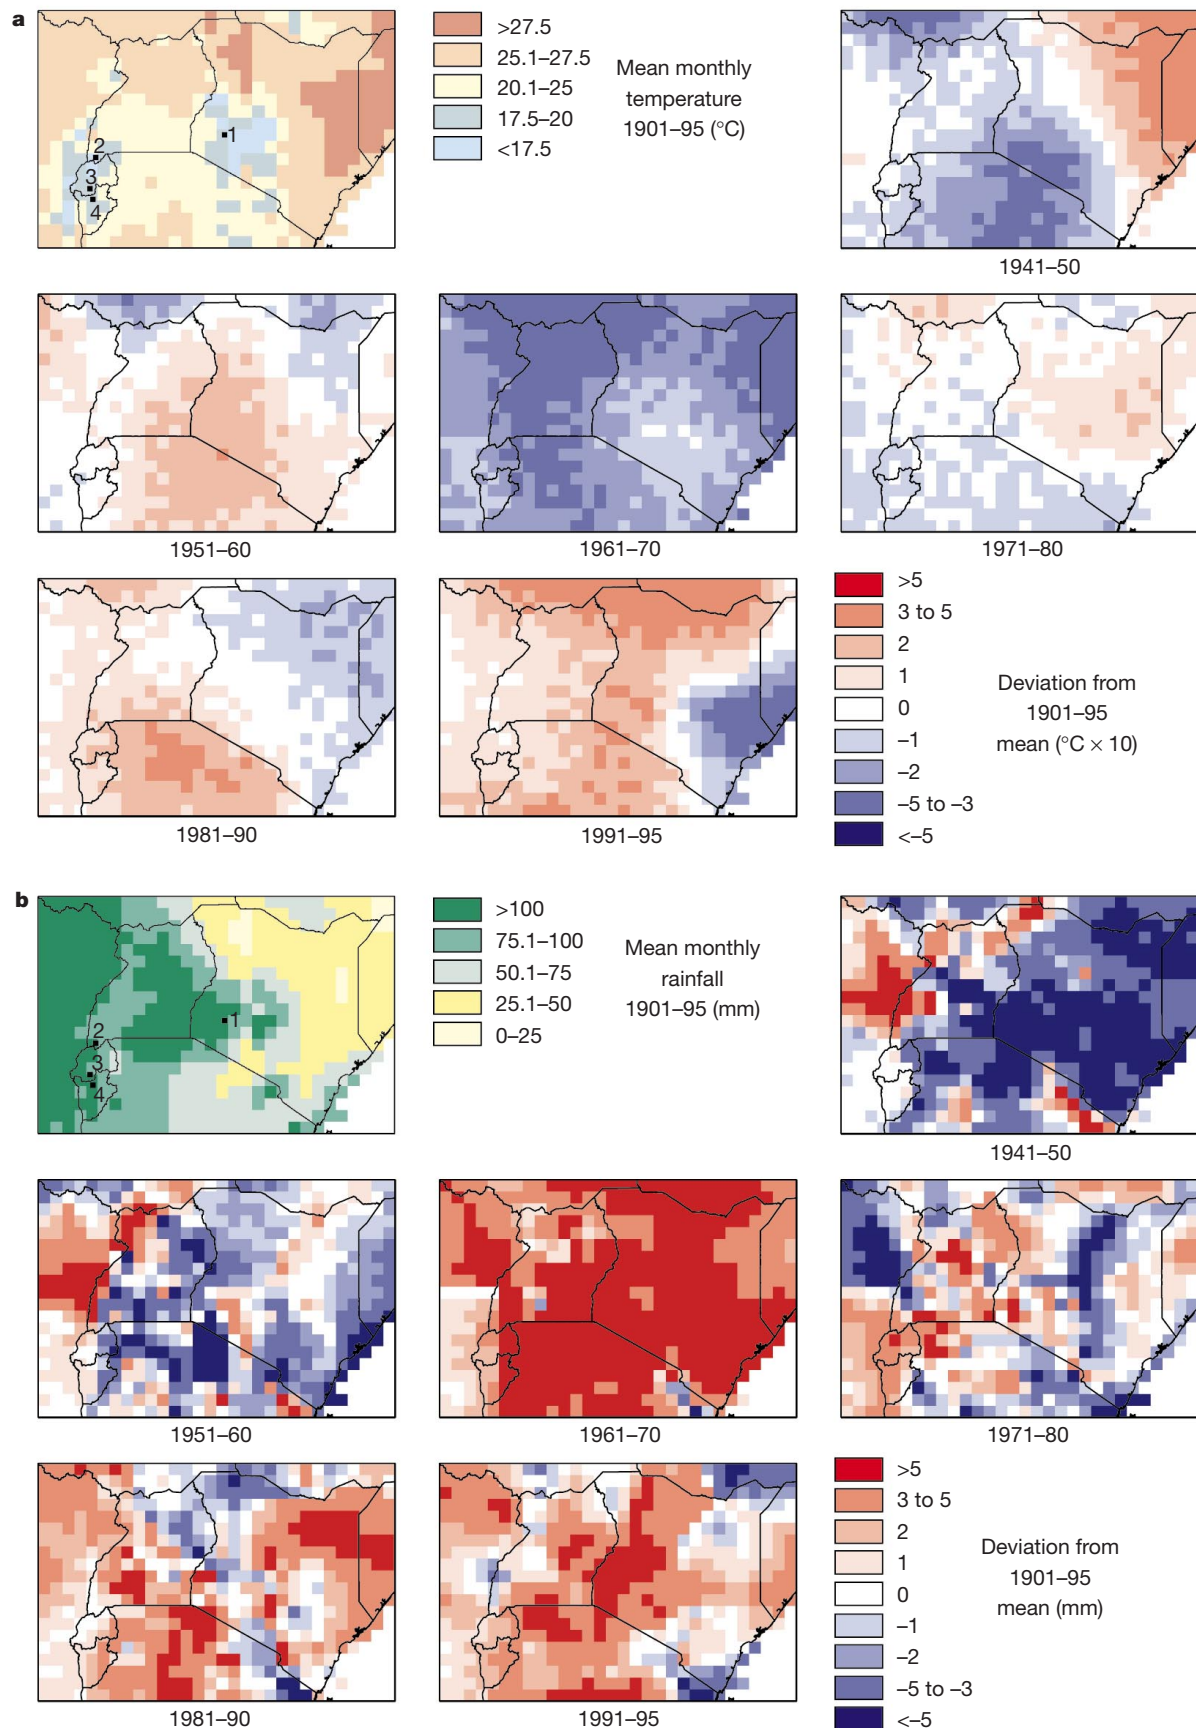 a
>27.5
25.1–27.5
20.1–25
17.5–20
<17.5
Mean monthly
temperature
1901–95 (°C)
1
2
3
4
1941–50
1951–60
1961–70
1971–80
1981–90
1991–95
>5
3 to 5
2
1
0
–1
–2
–5 to –3
<–5
Deviation from
1901–95
mean (°C × 10)
b
>100
75.1–100
50.1–75
25.1–50
0–25
Mean monthly
rainfall
1901–95 (mm)
1
2
3
4
1941–50
1951–60
1961–70
1971–80
1981–90
1991–95
>5
3 to 5
2
1
0
–1
–2
–5 to –3
<–5
Deviation from
1901–95
mean (mm)